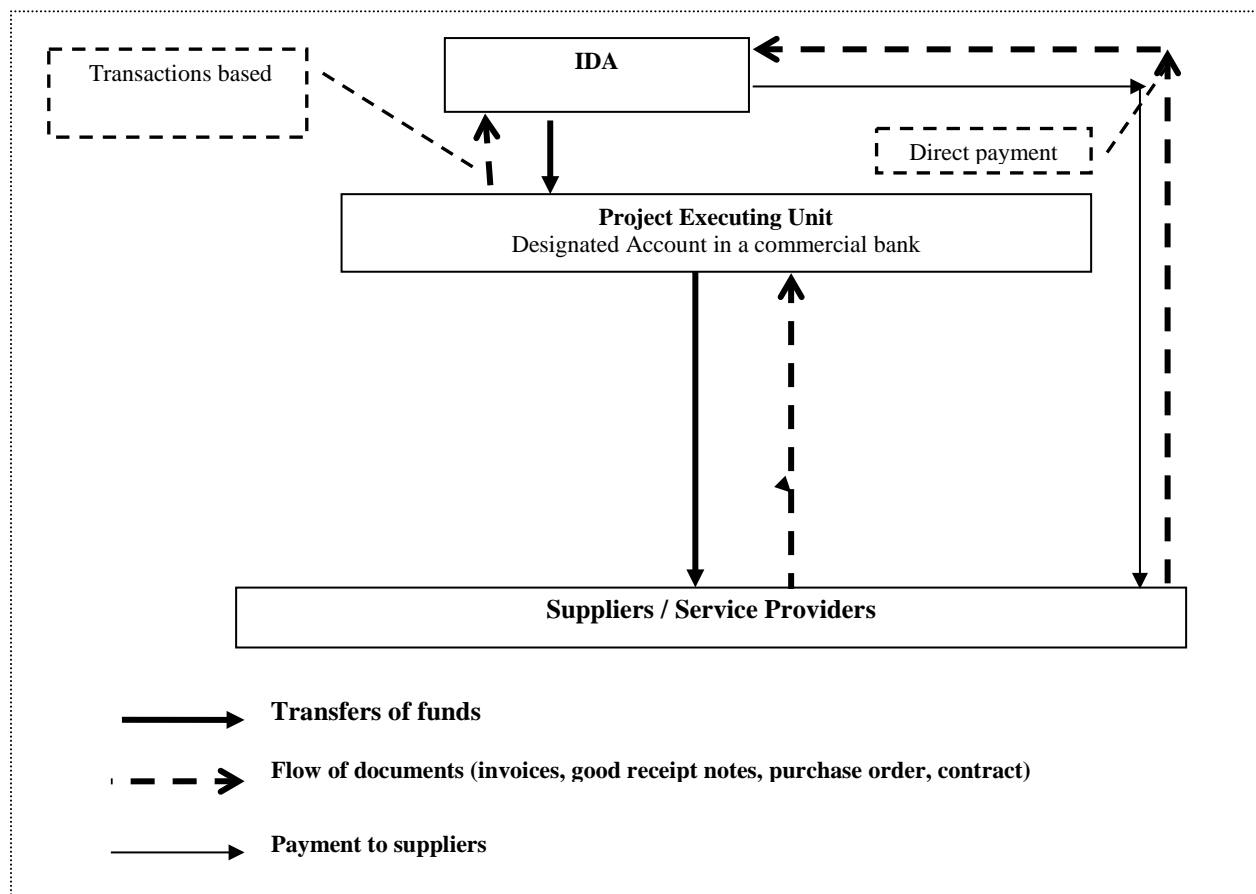 IDA
Transactions based
Direct payment
Project Executing Unit
Designated Account in a commercial bank
Suppliers / Service Providers
Transfers of funds
Flow of documents (invoices, good receipt notes, purchase order, contract)
Payment to suppliers